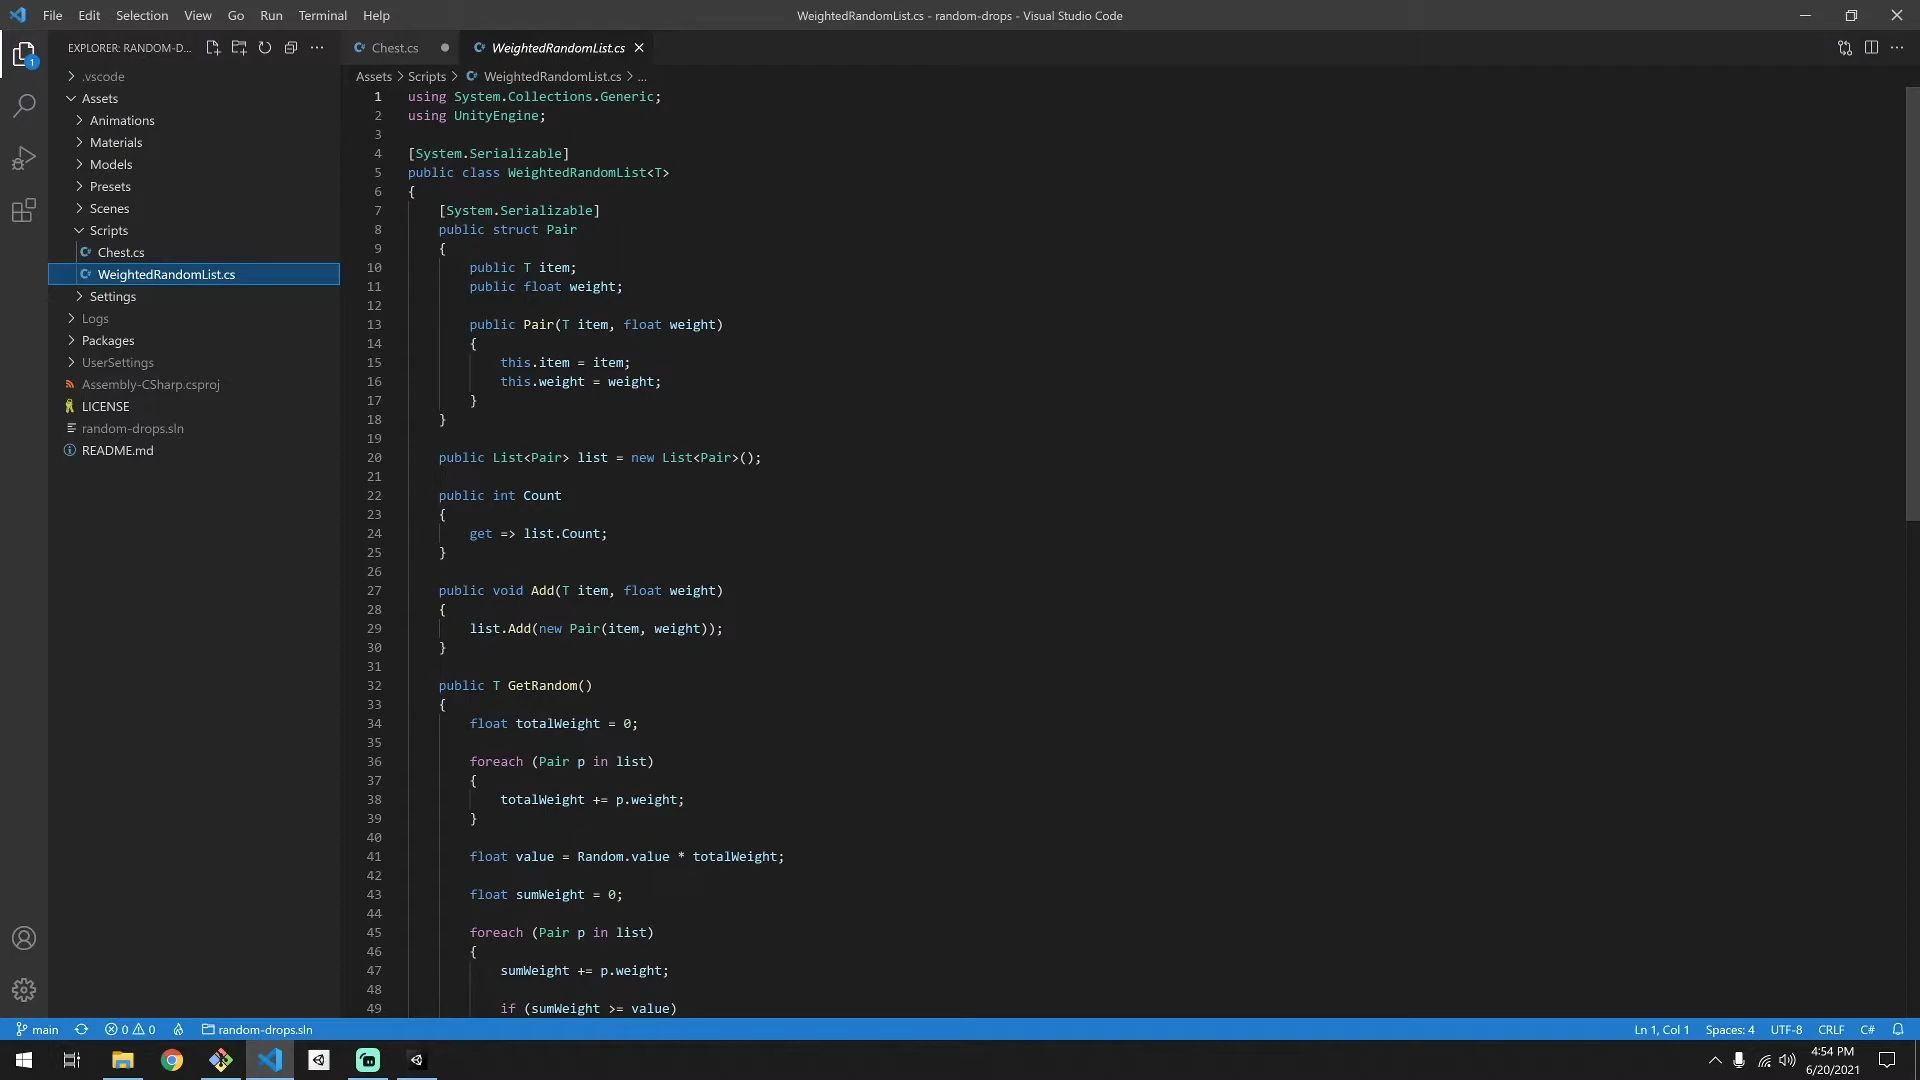 File Edit Selection View Go Run Terminal Help
WeightedRandomList.cs - random-drops - Visual Studio Code
EXPLORER: RANDOM-D...
1
.vscode
Assets
Animations
Materials
Models
Presets
Scenes
Scripts
Chest.cs
WeightedRandomList.cs
Settings
Logs
Packages
UserSettings
Assembly-CSharp.csproj
LICENSE
random-drops.sln
README.md
Chest.cs
WeightedRandomList.cs
Assets > Scripts > WeightedRandomList.cs > ...
1 using System.Collections.Generic;
2 using UnityEngine;
3
4 [System.Serializable]
5 public class WeightedRandomList<T>
6 {
7 [System.Serializable]
8 public struct Pair
9 {
10 public T item;
11 public float weight;
12
13 public Pair(T item, float weight)
14 {
15 this.item = item;
16 this.weight = weight;
17 }
18 }
19
20 public List<Pair> list = new List<Pair>();
21
22 public int Count
23 {
24 get => list.Count;
25 }
26
27 public void Add(T item, float weight)
28 {
29 list.Add(new Pair(item, weight));
30 }
31
32 public T GetRandom()
33 {
34 float totalWeight = 0;
35
36 foreach (Pair p in list)
37 {
38 totalWeight += p.weight;
39 }
40
41 float value = Random.value * totalWeight;
42
43 float sumWeight = 0;
44
45 foreach (Pair p in list)
46 {
47 sumWeight += p.weight;
48
49 if (sumWeight >= value)
main 0 0 random-drops.sln
Ln 1, Col 1 Spaces: 4 UTF-8 CRLF C#
4:54 PM
6/20/2021